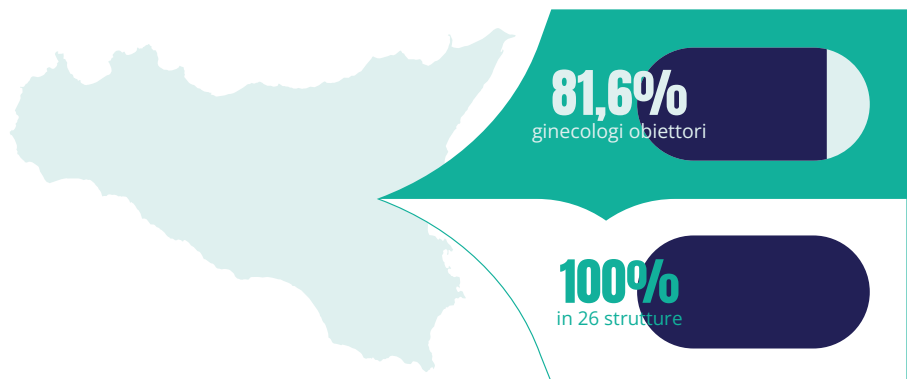 81,6%
ginecologi obiettori
100%
in 26 strutture